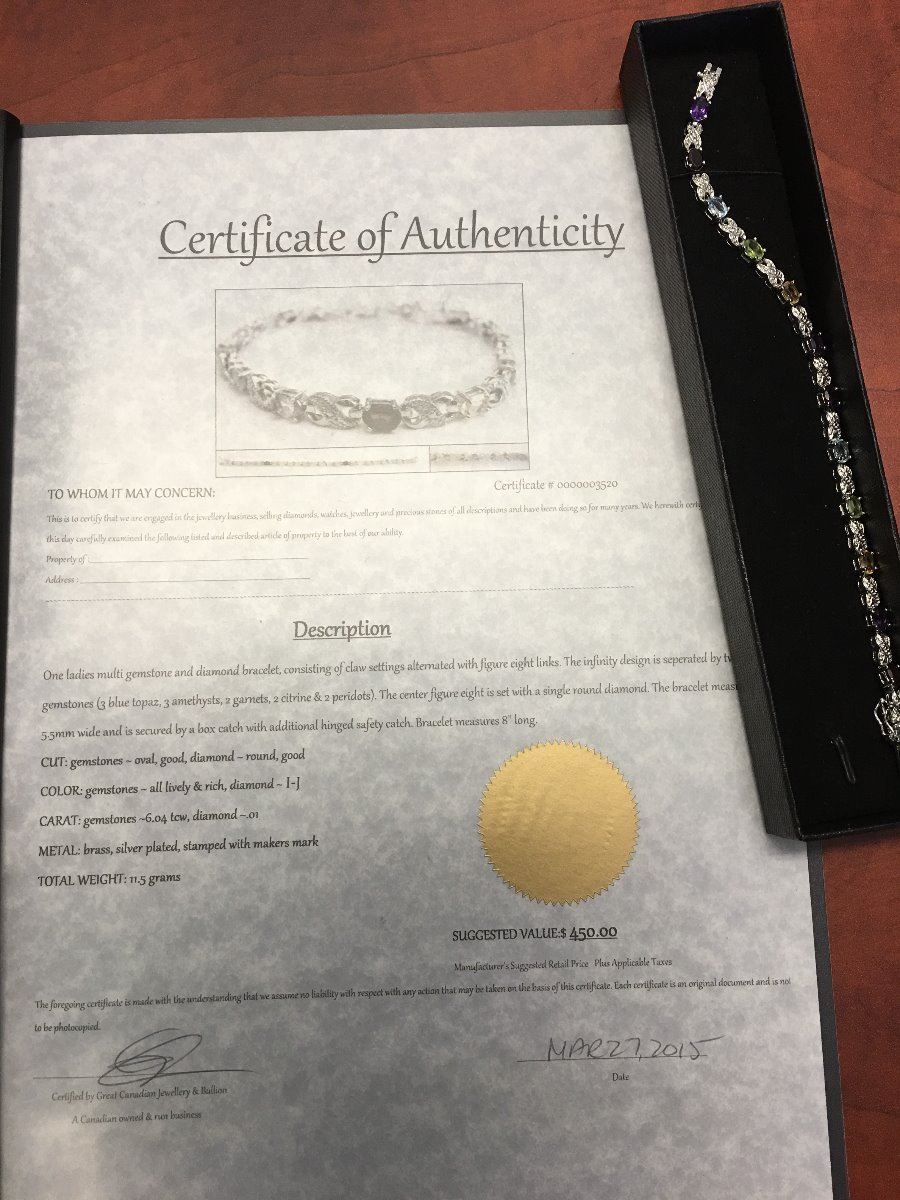 Certificate of Authenticity
Certificate # 0000003520
TO WHOM IT MAY CONCERN:
This is to certify that we are engaged in the jewellery business, selling diamonds, watches, jewellery and precious stones of all descriptions and have been doing so for many years. We herewith
this day carefully examined the following listed and described article of property to the best of our ability.
Property of :
Address :
Description
One ladies multi gemstone and diamond bracelet, consisting of claw settings alternated with figure eight links. The infinity design is seperated by
gemstones (3 blue topaz, 3 amethysts, 2 garnets, 2 citrine & 2 peridots). The center figure eight is set with a single round diamond. The bracelet
5.5mm wide and is secured by a box catch with additional hinged safety catch. Bracelet measures 8" long.
CUT: gemstones ~ oval, good, diamond ~ round, good
COLOR: gemstones ~ all lively & rich, diamond ~ I-J
CARAT: gemstones ~6.04 tcw, diamond ~.01
METAL: brass, silver plated, stamped with makers mark
TOTAL WEIGHT: 11.5 grams
SUGGESTED VALUE:$ 450.00
Manufacturer's Suggested Retail Price Plus Applicable Taxes
The foregoing certificate is made with the understanding that we assume no liability with respect with any action that may be taken on the basis of this certificate. Each certificate is an original document and is not
to be photocopied.
MAR 27, 2015
Certified by Great Canadian Jewellery & Bullion
Date
A Canadian owned & run business